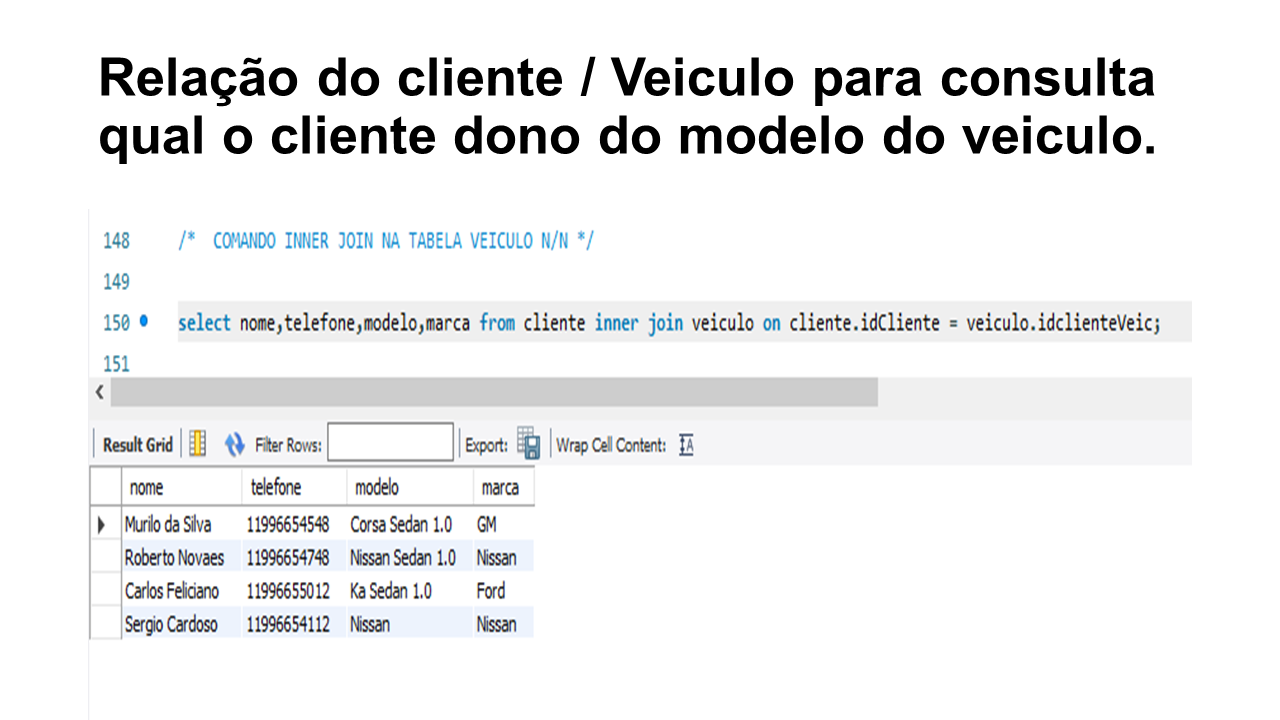 Relação do cliente / Veiculo para consulta
qual o cliente dono do modelo do veiculo.
148 /* COMANDO INNER JOIN NA TABELA VEICULO N/N */
149
150 select nome,telefone,modelo,marca from cliente inner join veiculo on cliente.idCliente = veiculo.idclienteVeic;
151
Result Grid Filter Rows: Export: Wrap Cell Content:
nome telefone modelo marca
Murilo da Silva 11996654548 Corsa Sedan 1.0 GM
Roberto Novaes 11996654748 Nissan Sedan 1.0 Nissan
Carlos Feliciano 11996655012 Ka Sedan 1.0 Ford
Sergio Cardoso 11996654112 Nissan Nissan